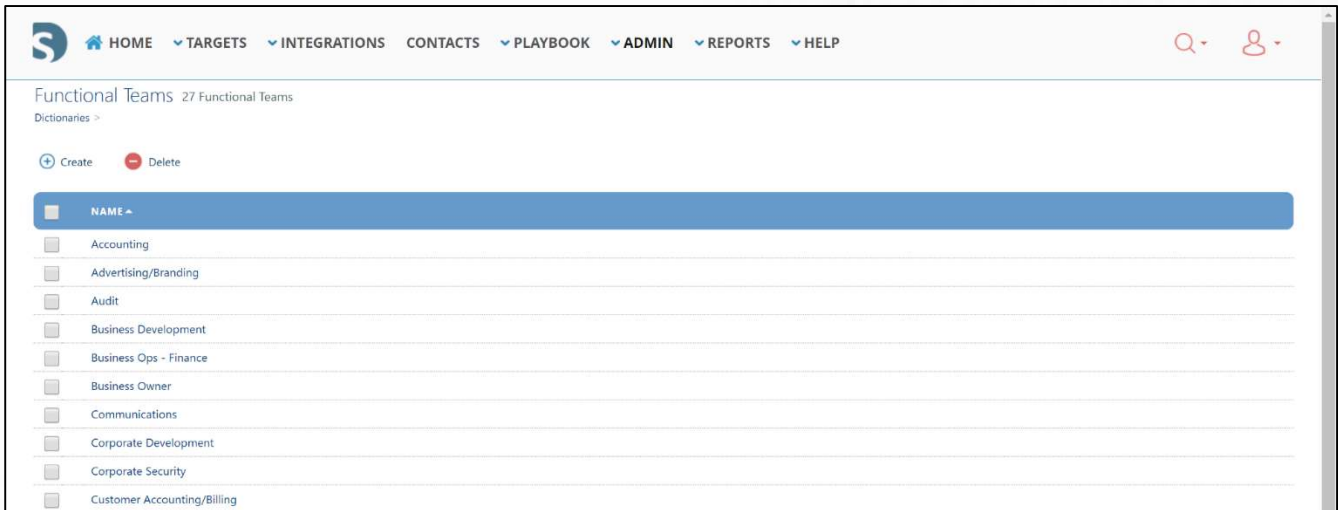 HOME TARGETS INTEGRATIONS CONTACTS PLAYBOOK ADMIN REPORTS HELP
Functional Teams 27 Functional Teams
Dictionaries >
Create Delete
NAME
Accounting
Advertising/Branding
Audit
Business Development
Business Ops - Finance
Business Owner
Communications
Corporate Development
Corporate Security
Customer Accounting/Billing